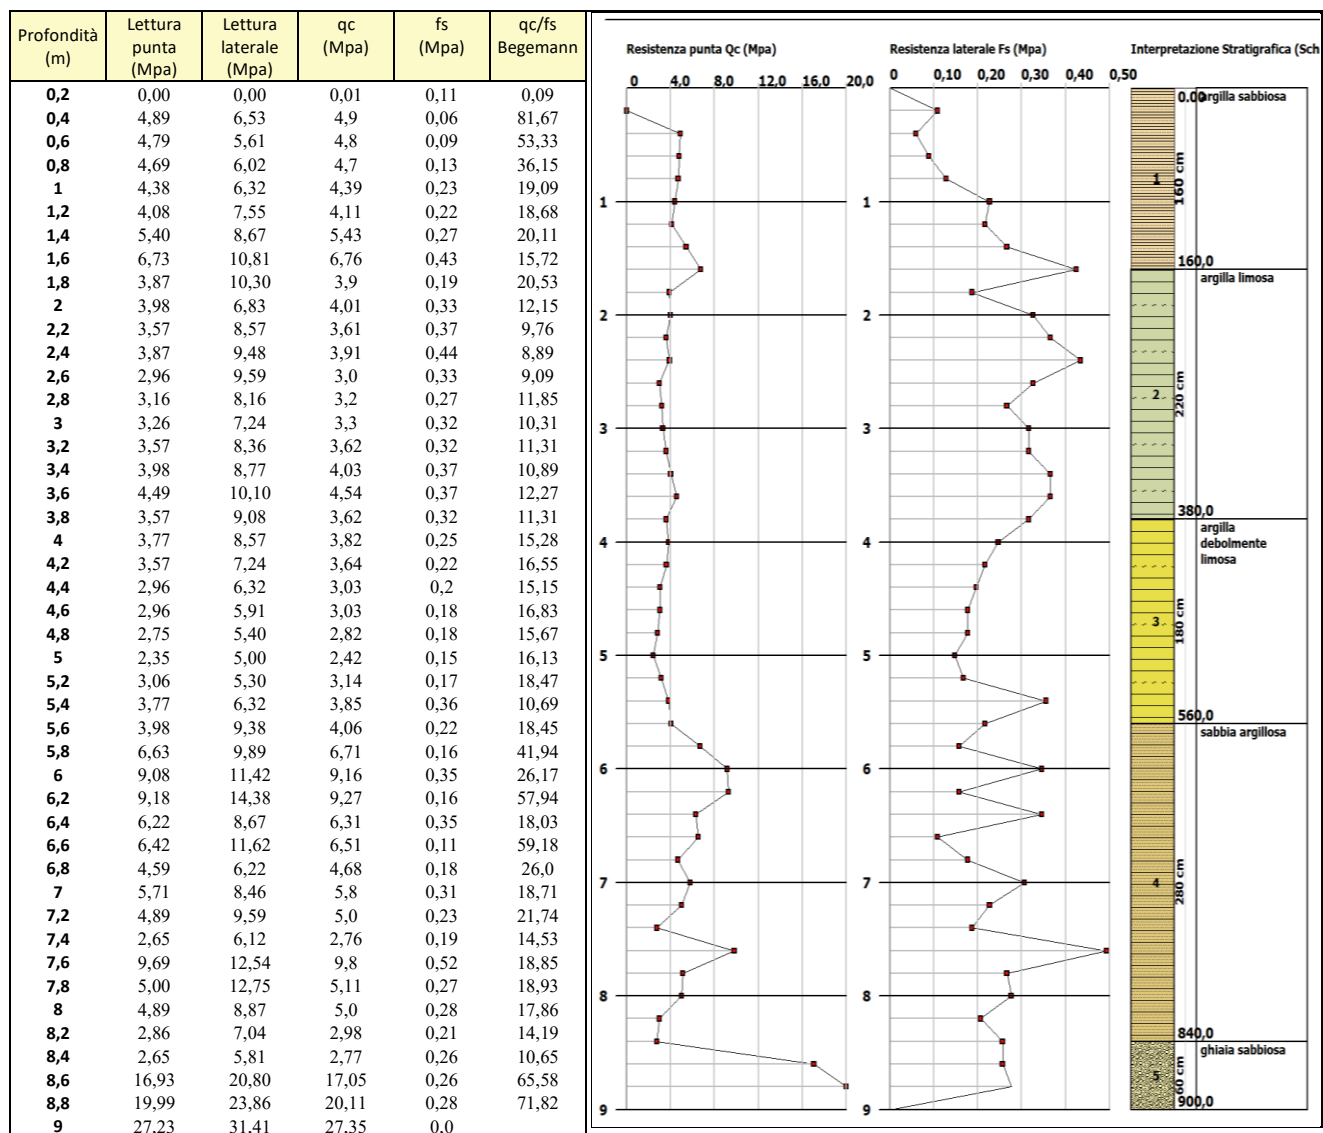 Profondità (m) Lettura punta (Mpa) Lettura laterale (Mpa) qc (Mpa) fs (Mpa) qc/fs Begemann
0,2 0,00 0,00 0,01 0,11 0,09
0,4 4,89 6,53 4,9 0,06 81,67
0,6 4,79 5,61 4,8 0,09 53,33
0,8 4,69 6,02 4,7 0,13 36,15
1 4,38 6,32 4,39 0,23 19,09
1,2 4,08 7,55 4,11 0,22 18,68
1,4 5,40 8,67 5,43 0,27 20,11
1,6 6,73 10,81 6,76 0,43 15,72
1,8 3,87 10,30 3,9 0,19 20,53
2 3,98 6,83 4,01 0,33 12,15
2,2 3,57 8,57 3,61 0,37 9,76
2,4 3,87 9,48 3,91 0,44 8,89
2,6 2,96 9,59 3,0 0,33 9,09
2,8 3,16 8,16 3,2 0,27 11,85
3 3,26 7,24 3,3 0,32 10,31
3,2 3,57 8,36 3,62 0,32 11,31
3,4 3,98 8,77 4,03 0,37 10,89
3,6 4,49 10,10 4,54 0,37 12,27
3,8 3,57 9,08 3,62 0,32 11,31
4 3,77 8,57 3,82 0,25 15,28
4,2 3,57 7,24 3,64 0,22 16,55
4,4 2,96 6,32 3,03 0,2 15,15
4,6 2,96 5,91 3,03 0,18 16,83
4,8 2,75 5,40 2,82 0,18 15,67
5 2,35 5,00 2,42 0,15 16,13
5,2 3,06 5,30 3,14 0,17 18,47
5,4 3,77 6,32 3,85 0,36 10,69
5,6 3,98 9,38 4,06 0,22 18,45
5,8 6,63 9,89 6,71 0,16 41,94
6 9,08 11,42 9,16 0,35 26,17
6,2 9,18 14,38 9,27 0,16 57,94
6,4 6,22 8,67 6,31 0,35 18,03
6,6 6,42 11,62 6,51 0,11 59,18
6,8 4,59 6,22 4,68 0,18 26,0
7 5,71 8,46 5,8 0,31 18,71
7,2 4,89 9,59 5,0 0,23 21,74
7,4 2,65 6,12 2,76 0,19 14,53
7,6 9,69 12,54 9,8 0,52 18,85
7,8 5,00 12,75 5,11 0,27 18,93
8 4,89 8,87 5,0 0,28 17,86
8,2 2,86 7,04 2,98 0,21 14,19
8,4 2,65 5,81 2,77 0,26 10,65
8,6 16,93 20,80 17,05 0,26 65,58
8,8 19,99 23,86 20,11 0,28 71,82
9 27,23 31,41 27,35 0,0
Resistenza punta Qc (Mpa)
0 4,0 8,0 12,0 16,0 20,0
1
2
3
4
5
6
7
8
9
Resistenza laterale Fs (Mpa)
0 0,10 0,20 0,30 0,40 0,50
1
2
3
4
5
6
7
8
9
Interpretazione Stratigrafica (Sch
0.00 argilla sabbiosa
1 160 cm
160,0
argilla limosa
2 220 cm
380,0
argilla
debolmente
limosa
3 180 cm
560,0
sabbia argillosa
4 280 cm
840,0
ghiaia sabbiosa
5 60 cm
900,0